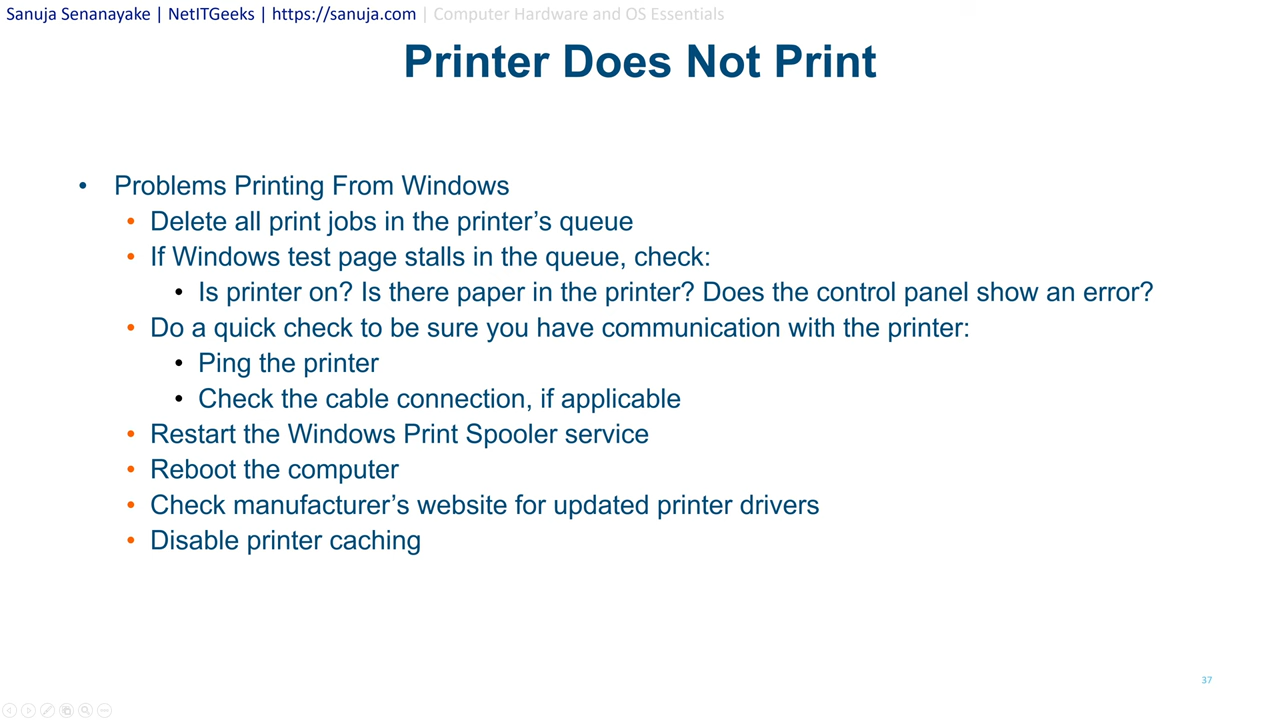 Sanuja Senanayake | NetITGeeks | https://sanuja.com | Computer Hardware and OS Essentials
Printer Does Not Print
• Problems Printing From Windows
• Delete all print jobs in the printer’s queue
• If Windows test page stalls in the queue, check:
• Is printer on? Is there paper in the printer? Does the control panel show an error?
• Do a quick check to be sure you have communication with the printer:
• Ping the printer
• Check the cable connection, if applicable
• Restart the Windows Print Spooler service
• Reboot the computer
• Check manufacturer’s website for updated printer drivers
• Disable printer caching
37